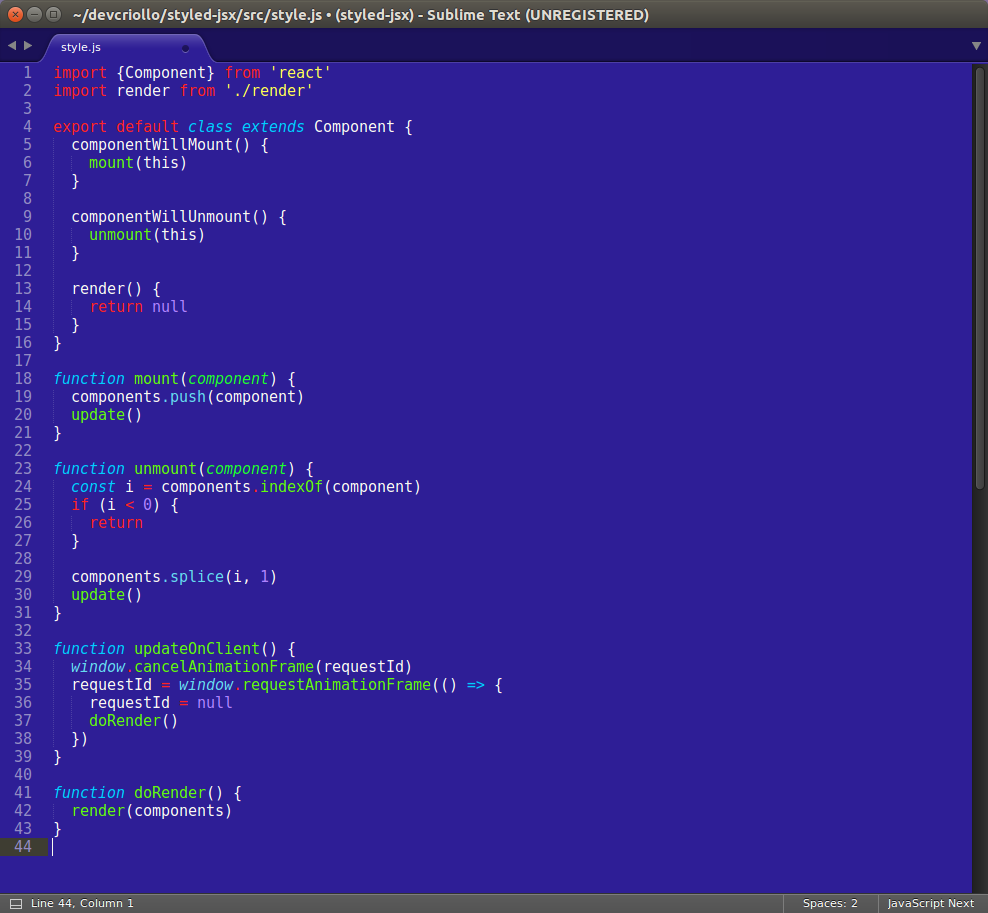 ~/devcriollo/styled-jsx/src/style.js • (styled-jsx) - Sublime Text (UNREGISTERED)
style.js
1 import {Component} from 'react'
2 import render from './render'
3
4 export default class extends Component {
5   componentWillMount() {
6     mount(this)
7   }
8
9   componentWillUnmount() {
10     unmount(this)
11   }
12
13   render() {
14     return null
15   }
16 }
17
18 function mount(component) {
19   components.push(component)
20   update()
21 }
22
23 function unmount(component) {
24   const i = components.indexOf(component)
25   if (i < 0) {
26     return
27   }
28
29   components.splice(i, 1)
30   update()
31 }
32
33 function updateOnClient() {
34   window.cancelAnimationFrame(requestId)
35   requestId = window.requestAnimationFrame(() => {
36     requestId = null
37     doRender()
38   })
39 }
40
41 function doRender() {
42   render(components)
43 }
44
Line 44, Column 1 Spaces: 2 JavaScript Next